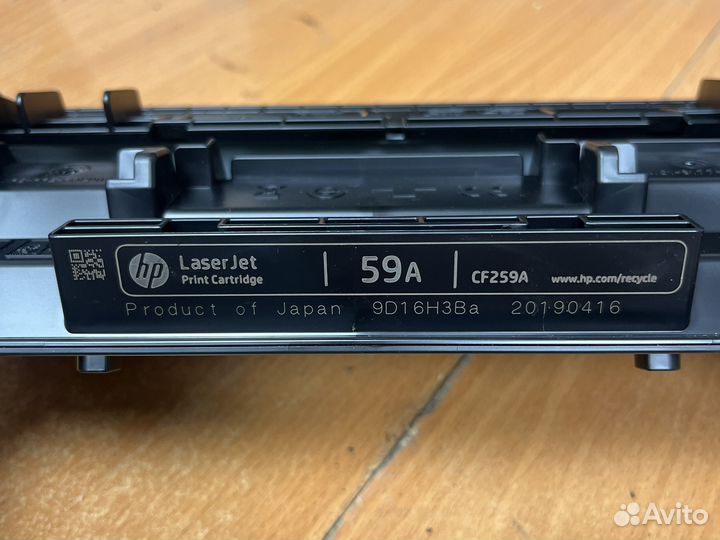 hp LaserJet Print Cartridge 59A CF259A www.hp.com/recycle
Product of Japan 9D16H3Ba 20190416
Avito